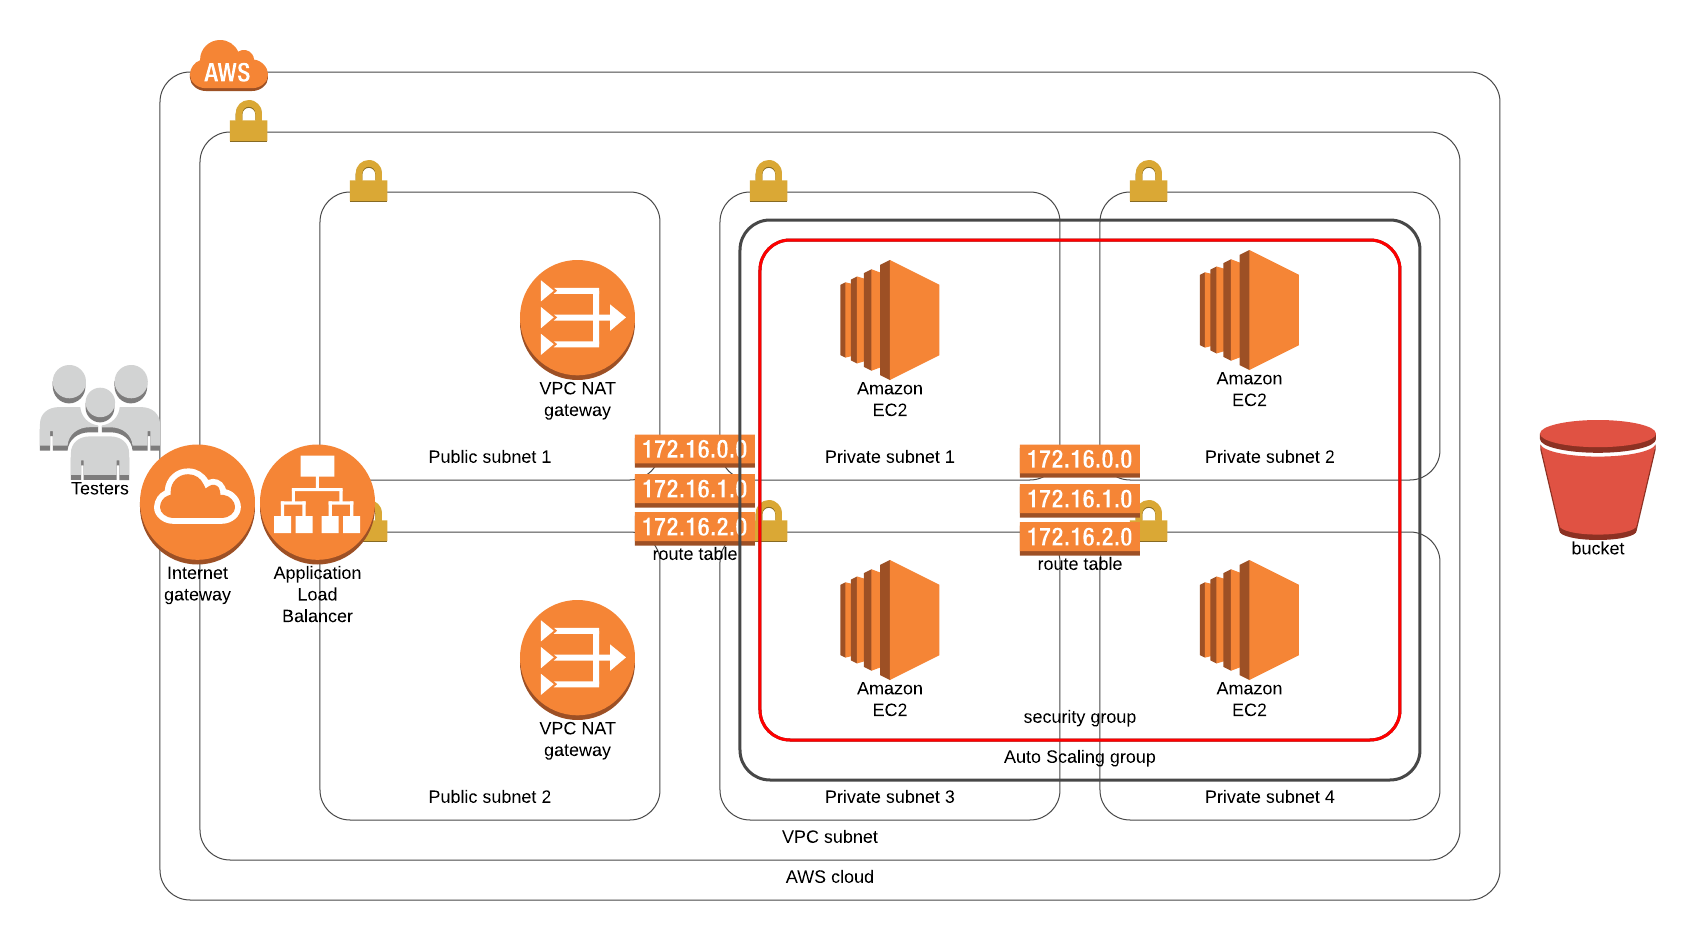 AWS
VPC NAT
gateway
Public subnet 1
Amazon
EC2
Private subnet 1
Amazon
EC2
Private subnet 2
172.16.0.0
172.16.1.0
172.16.2.0
route table
172.16.0.0
172.16.1.0
172.16.2.0
route table
Testers
Internet
gateway
Application
Load
Balancer
bucket
VPC NAT
gateway
Public subnet 2
Amazon
EC2
Amazon
EC2
security group
Auto Scaling group
Private subnet 3
Private subnet 4
VPC subnet
AWS cloud